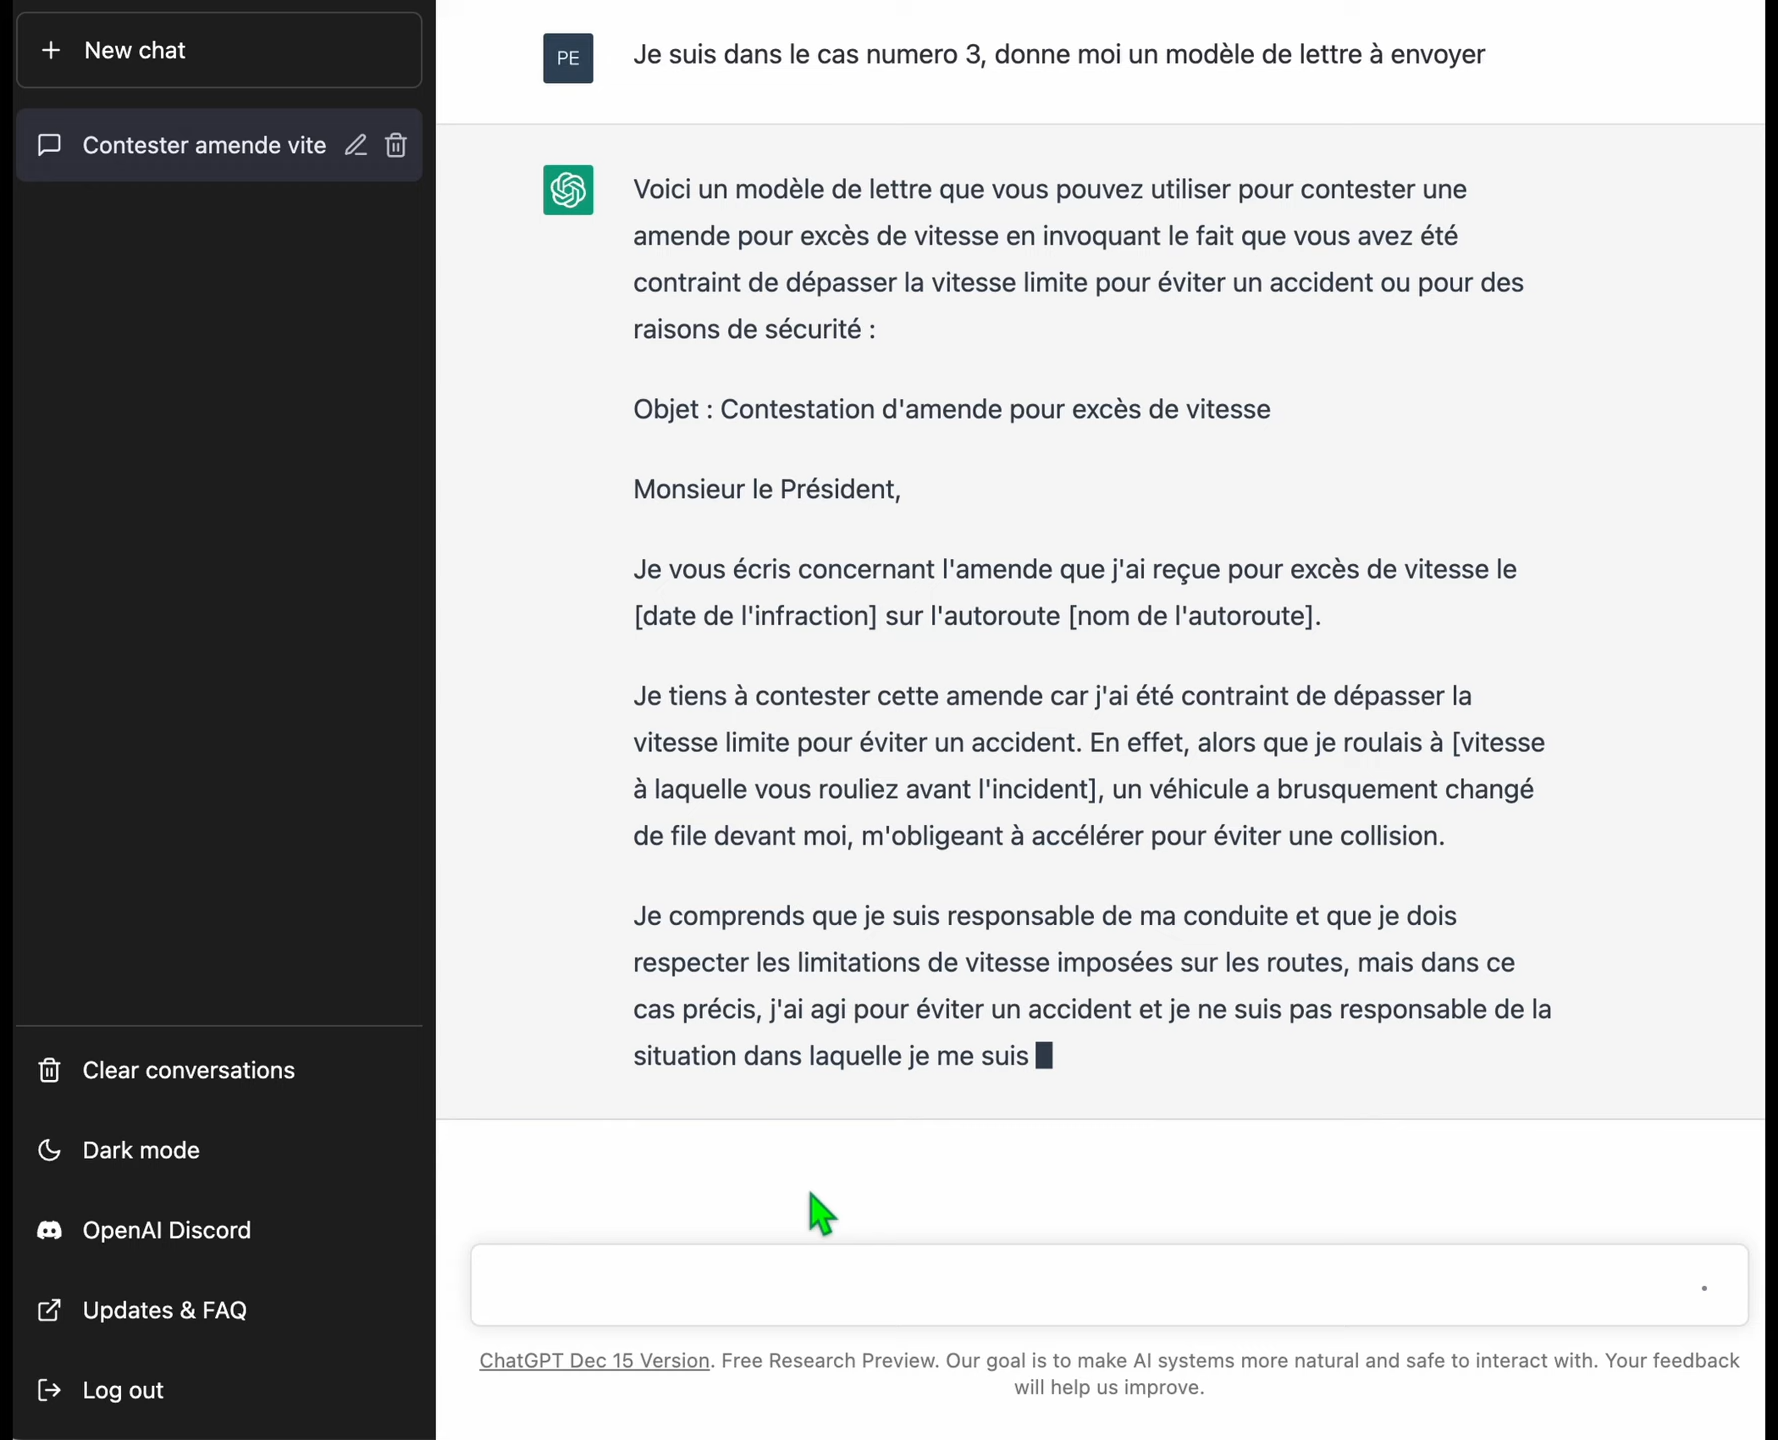 New chat
Contester amende vite
Clear conversations
Dark mode
OpenAI Discord
Updates & FAQ
Log out
PE
Je suis dans le cas numero 3, donne moi un modèle de lettre à envoyer
Voici un modèle de lettre que vous pouvez utiliser pour contester une
amende pour excès de vitesse en invoquant le fait que vous avez été
contraint de dépasser la vitesse limite pour éviter un accident ou pour des
raisons de sécurité :
Objet : Contestation d'amende pour excès de vitesse
Monsieur le Président,
Je vous écris concernant l'amende que j'ai reçue pour excès de vitesse le
[date de l'infraction] sur l'autoroute [nom de l'autoroute].
Je tiens à contester cette amende car j'ai été contraint de dépasser la
vitesse limite pour éviter un accident. En effet, alors que je roulais à [vitesse
à laquelle vous rouliez avant l'incident], un véhicule a brusquement changé
de file devant moi, m'obligeant à accélérer pour éviter une collision.
Je comprends que je suis responsable de ma conduite et que je dois
respecter les limitations de vitesse imposées sur les routes, mais dans ce
cas précis, j'ai agi pour éviter un accident et je ne suis pas responsable de la
situation dans laquelle je me suis
ChatGPT Dec 15 Version. Free Research Preview. Our goal is to make AI systems more natural and safe to interact with. Your feedback
will help us improve.